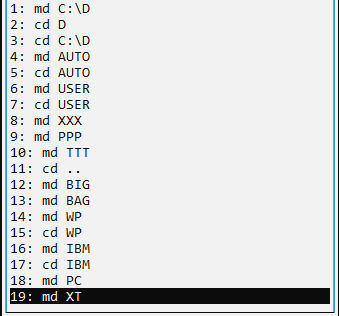 1: md C:\D
2: cd D
3: cd C:\D
4: md AUTO
5: cd AUTO
6: md USER
7: cd USER
8: md XXX
9: md PPP
10: md TTT
11: cd ..
12: md BIG
13: md BAG
14: md WP
15: cd WP
16: md IBM
17: cd IBM
18: md PC
19: md XT